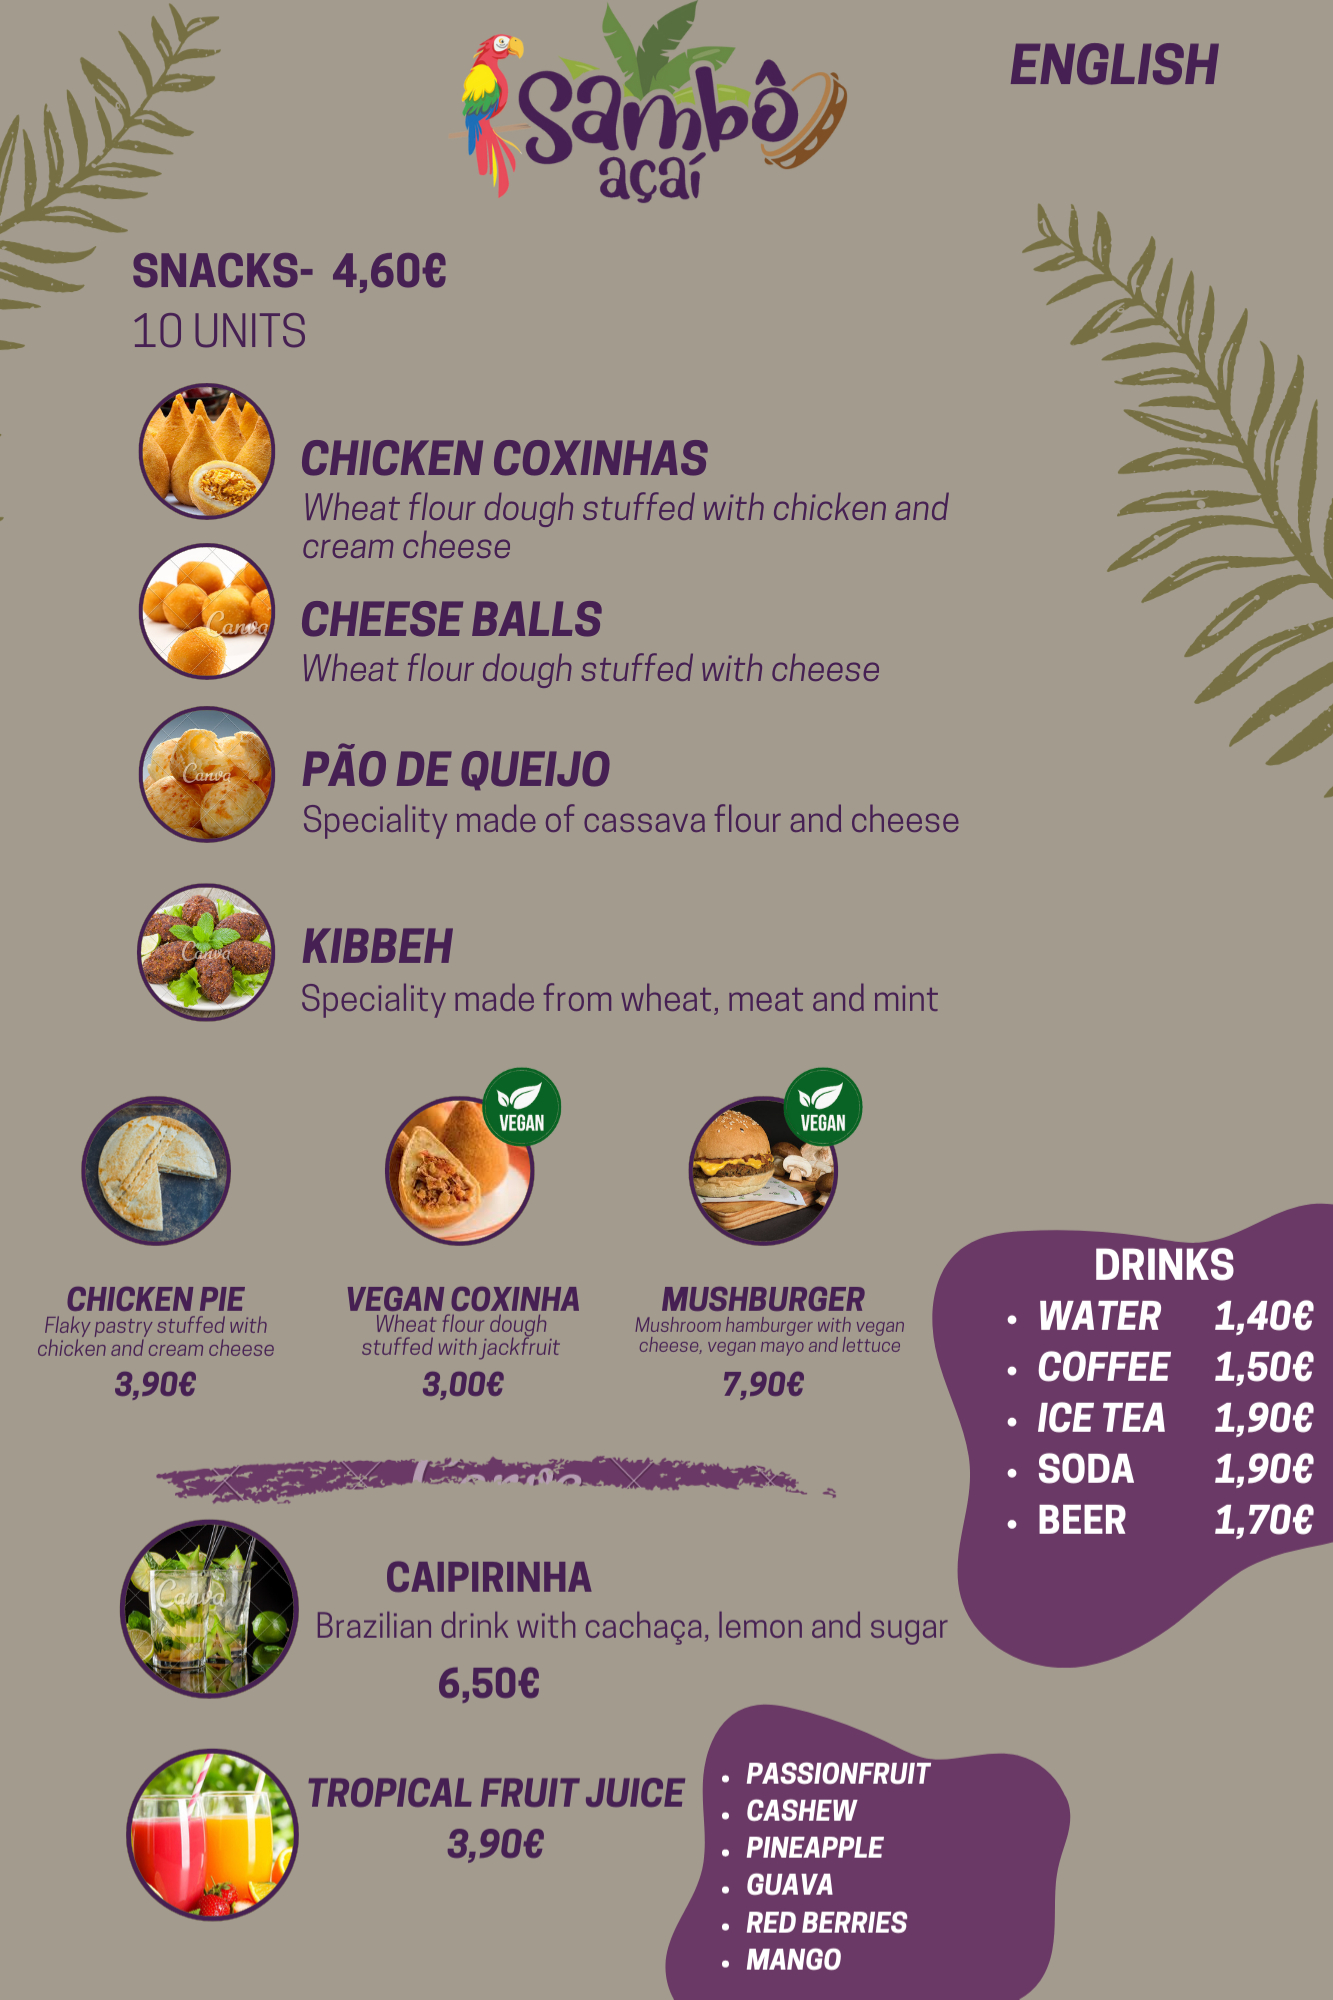 Sambô
açaí
ENGLISH
SNACKS- 4,60€
10 UNITS
CHICKEN COXINHAS
Wheat flour dough stuffed with chicken and
cream cheese
Canva
CHEESE BALLS
Wheat flour dough stuffed with cheese
Canva
PÃO DE QUEIJO
Speciality made of cassava flour and cheese
Canva
KIBBEH
Speciality made from wheat, meat and mint
CHICKEN PIE
Flaky pastry stuffed with
chicken and cream cheese
3,90€
VEGAN
VEGAN COXINHA
Wheat flour dough
stuffed with jackfruit
3,00€
VEGAN
MUSHBURGER
Mushroom hamburger with vegan
cheese, vegan mayo and lettuce
7,90€
DRINKS
• WATER 1,40€
• COFFEE 1,50€
• ICE TEA 1,90€
• SODA 1,90€
• BEER 1,70€
Canva
Canva
CAIPIRINHA
Brazilian drink with cachaça, lemon and sugar
6,50€
TROPICAL FRUIT JUICE
3,90€
• PASSIONFRUIT
• CASHEW
• PINEAPPLE
• GUAVA
• RED BERRIES
• MANGO